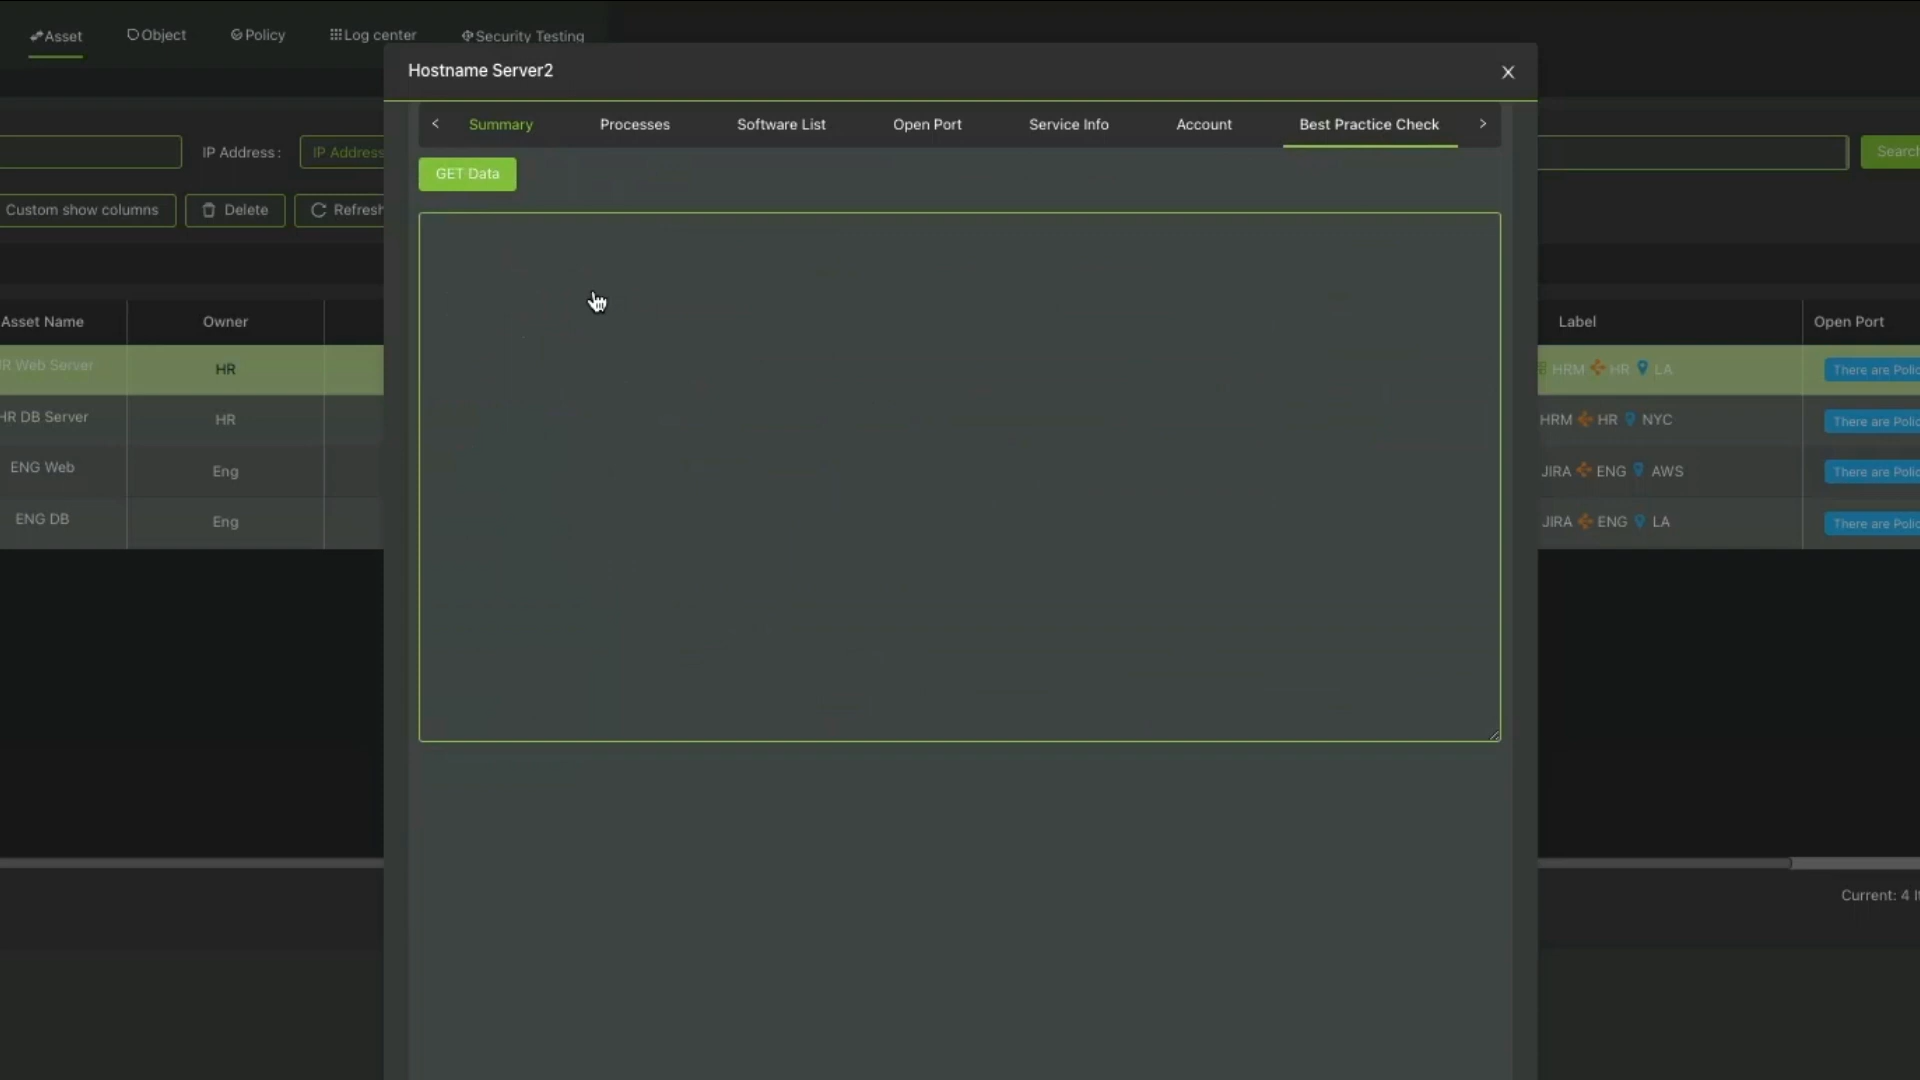 Asset Object Policy Log center Security Testing
Hostname Server2
Summary Processes Software List Open Port Service Info Account Best Practice Check
IP Address: IP Address Search
GET Data
Custom show columns Delete Refresh
Asset Name Owner Label Open Port
R Web Server HR HRM HR LA There are Polic
HR DB Server HR HRM HR NYC There are Polic
ENG Web Eng JIRA ENG AWS There are Polic
ENG DB Eng JIRA ENG LA There are Polic
Current: 4 It